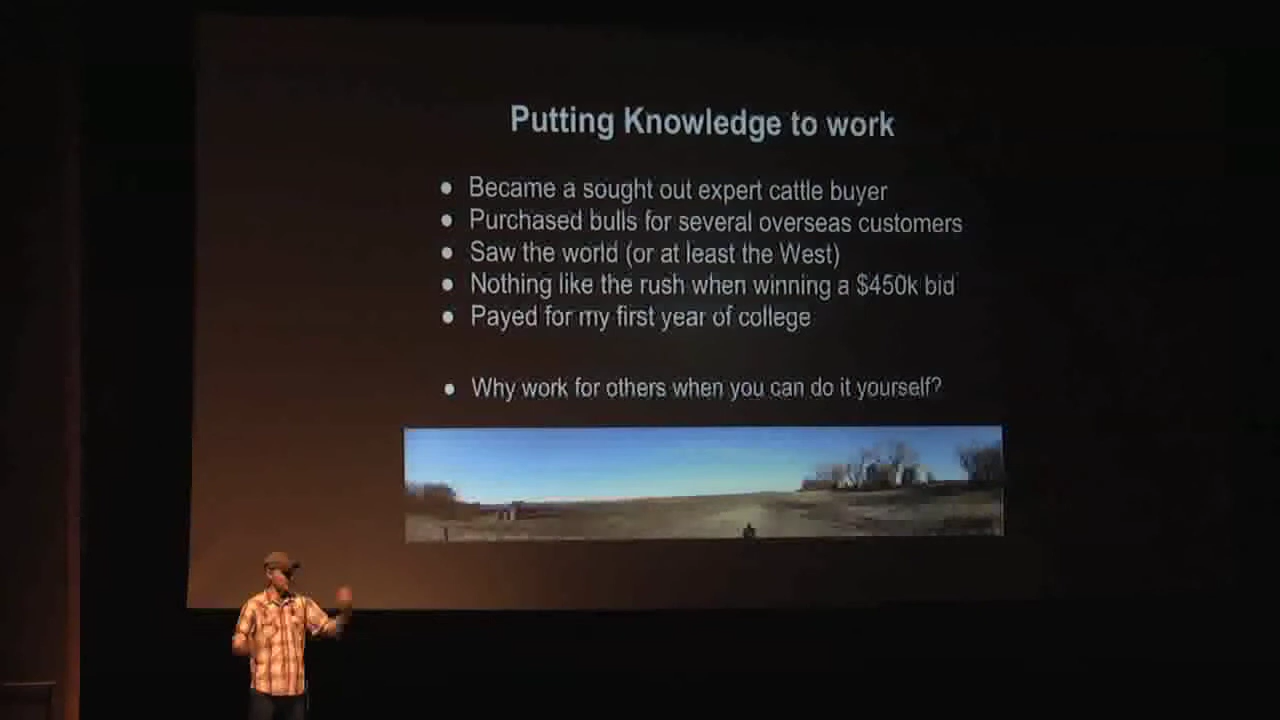 Putting Knowledge to work
• Became a sought out expert cattle buyer
• Purchased bulls for several overseas customers
• Saw the world (or at least the West)
• Nothing like the rush when winning a $450k bid
• Payed for my first year of college
• Why work for others when you can do it yourself?